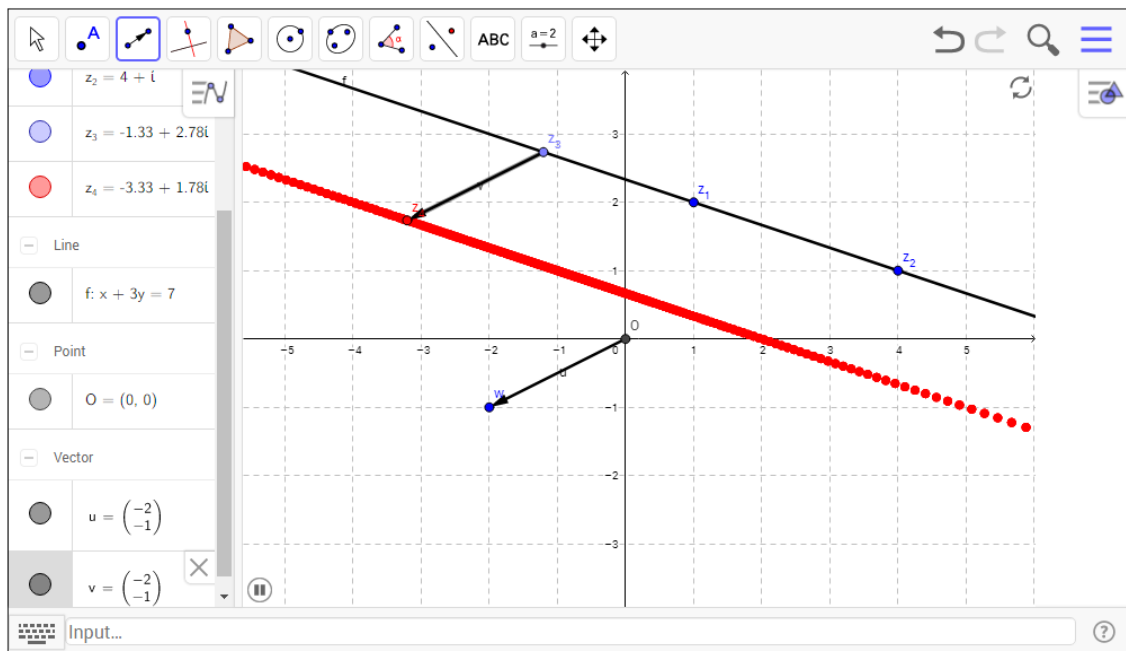 A
α
ABC
a = 2
z₂ = 4 + i
z₃ = -1.33 + 2.78i
z₄ = -3.33 + 1.78i
Line
f: x + 3y = 7
Point
O = (0, 0)
Vector
u = (−2
−1)
v = (−2
−1)
f
3
z₃
z₁
2
z
v
z₂
1
O
−5 −4 −3 −2 −1 0 1 2 3 4 5
u
w
−1
−2
−3
Input...
?